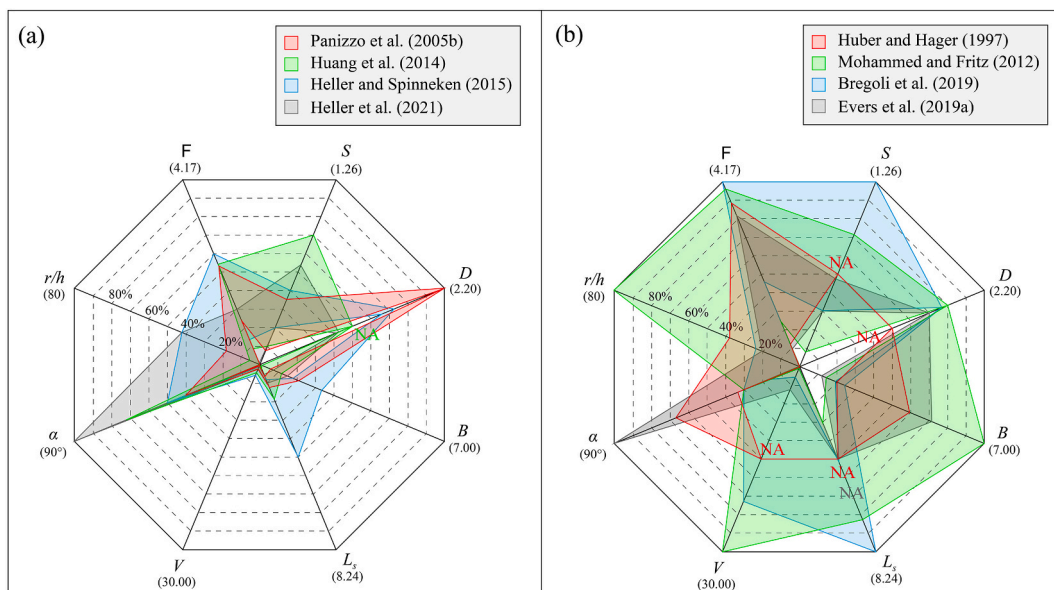 (a)
Panizzo et al. (2005b)
Huang et al. (2014)
Heller and Spinneken (2015)
Heller et al. (2021)
F
(4.17)
S
(1.26)
r/h
(80)
D
(2.20)
80%
60%
40%
20%
NA
α
(90°)
B
(7.00)
V
(30.00)
Ls
(8.24)
(b)
Huber and Hager (1997)
Mohammed and Fritz (2012)
Bregoli et al. (2019)
Evers et al. (2019a)
F
(4.17)
S
(1.26)
NA
r/h
(80)
D
(2.20)
80%
60%
40%
20%
α
(90°)
B
(7.00)
NA
NA
NA
V
(30.00)
Ls
(8.24)